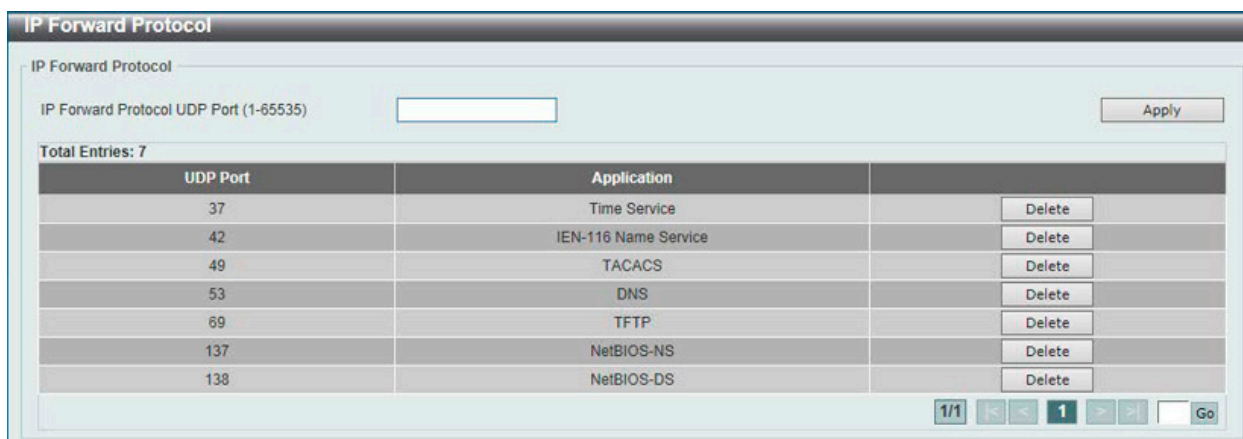 IP Forward Protocol
IP Forward Protocol
IP Forward Protocol UDP Port (1-65535) Apply
Total Entries: 7
UDP Port Application
37 Time Service Delete
42 IEN-116 Name Service Delete
49 TACACS Delete
53 DNS Delete
69 TFTP Delete
137 NetBIOS-NS Delete
138 NetBIOS-DS Delete
1/1 |< < 1 > >| Go